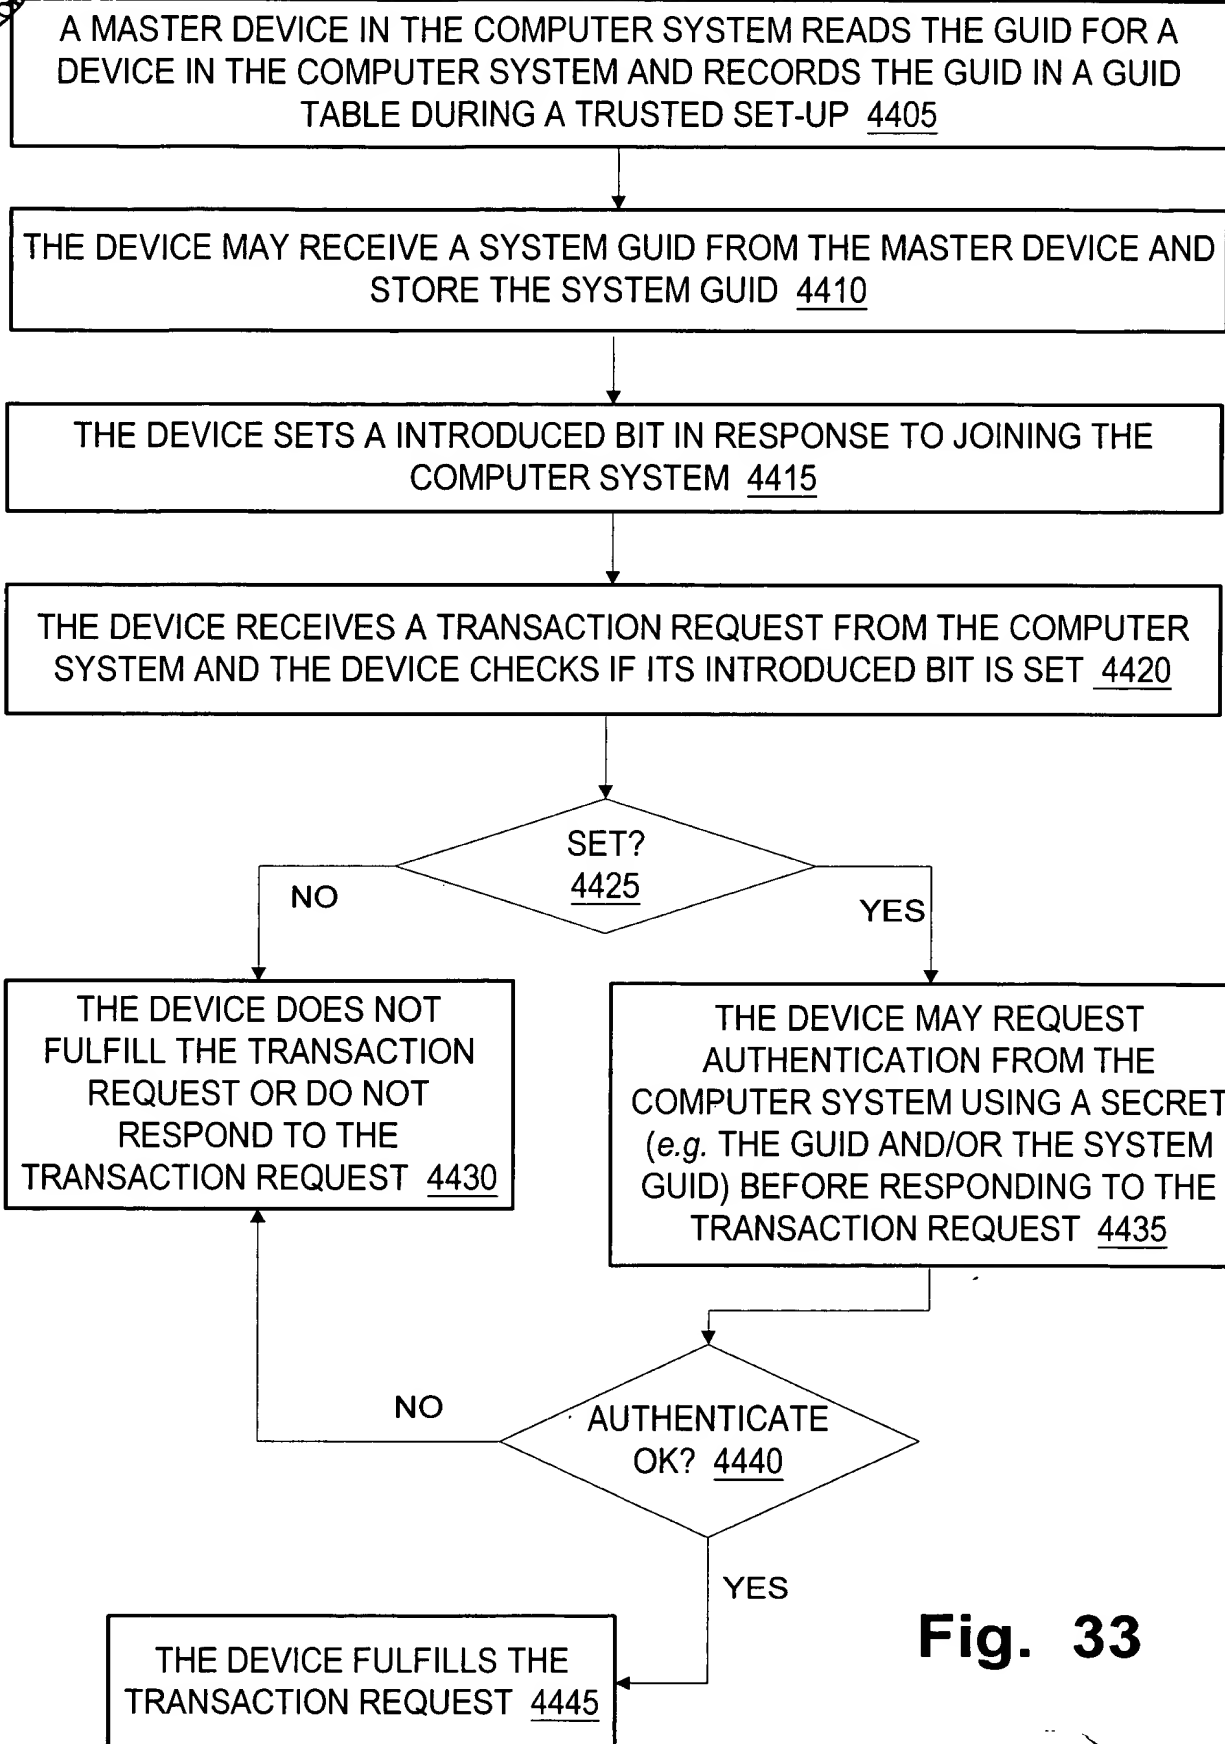 A MASTER DEVICE IN THE COMPUTER SYSTEM READS THE GUID FOR A
DEVICE IN THE COMPUTER SYSTEM AND RECORDS THE GUID IN A GUID
TABLE DURING A TRUSTED SET-UP 4405
THE DEVICE MAY RECEIVE A SYSTEM GUID FROM THE MASTER DEVICE AND
STORE THE SYSTEM GUID 4410
THE DEVICE SETS A INTRODUCED BIT IN RESPONSE TO JOINING THE
COMPUTER SYSTEM 4415
THE DEVICE RECEIVES A TRANSACTION REQUEST FROM THE COMPUTER
SYSTEM AND THE DEVICE CHECKS IF ITS INTRODUCED BIT IS SET 4420
SET?
4425
NO
YES
THE DEVICE DOES NOT
FULFILL THE TRANSACTION
REQUEST OR DO NOT
RESPOND TO THE
TRANSACTION REQUEST 4430
THE DEVICE MAY REQUEST
AUTHENTICATION FROM THE
COMPUTER SYSTEM USING A SECRET
(e.g. THE GUID AND/OR THE SYSTEM
GUID) BEFORE RESPONDING TO THE
TRANSACTION REQUEST 4435
NO
AUTHENTICATE
OK? 4440
YES
THE DEVICE FULFILLS THE
TRANSACTION REQUEST 4445
Fig. 33